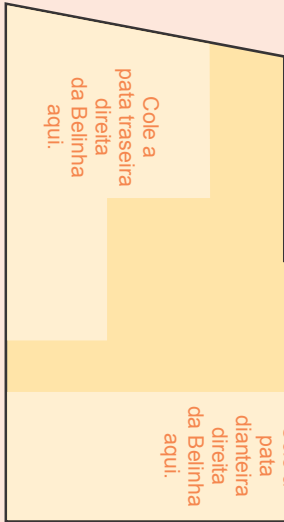 Cole a
pata traseira
direita
da Belinha
aqui.
pata
dianteira
direita
da Belinha
aqui.